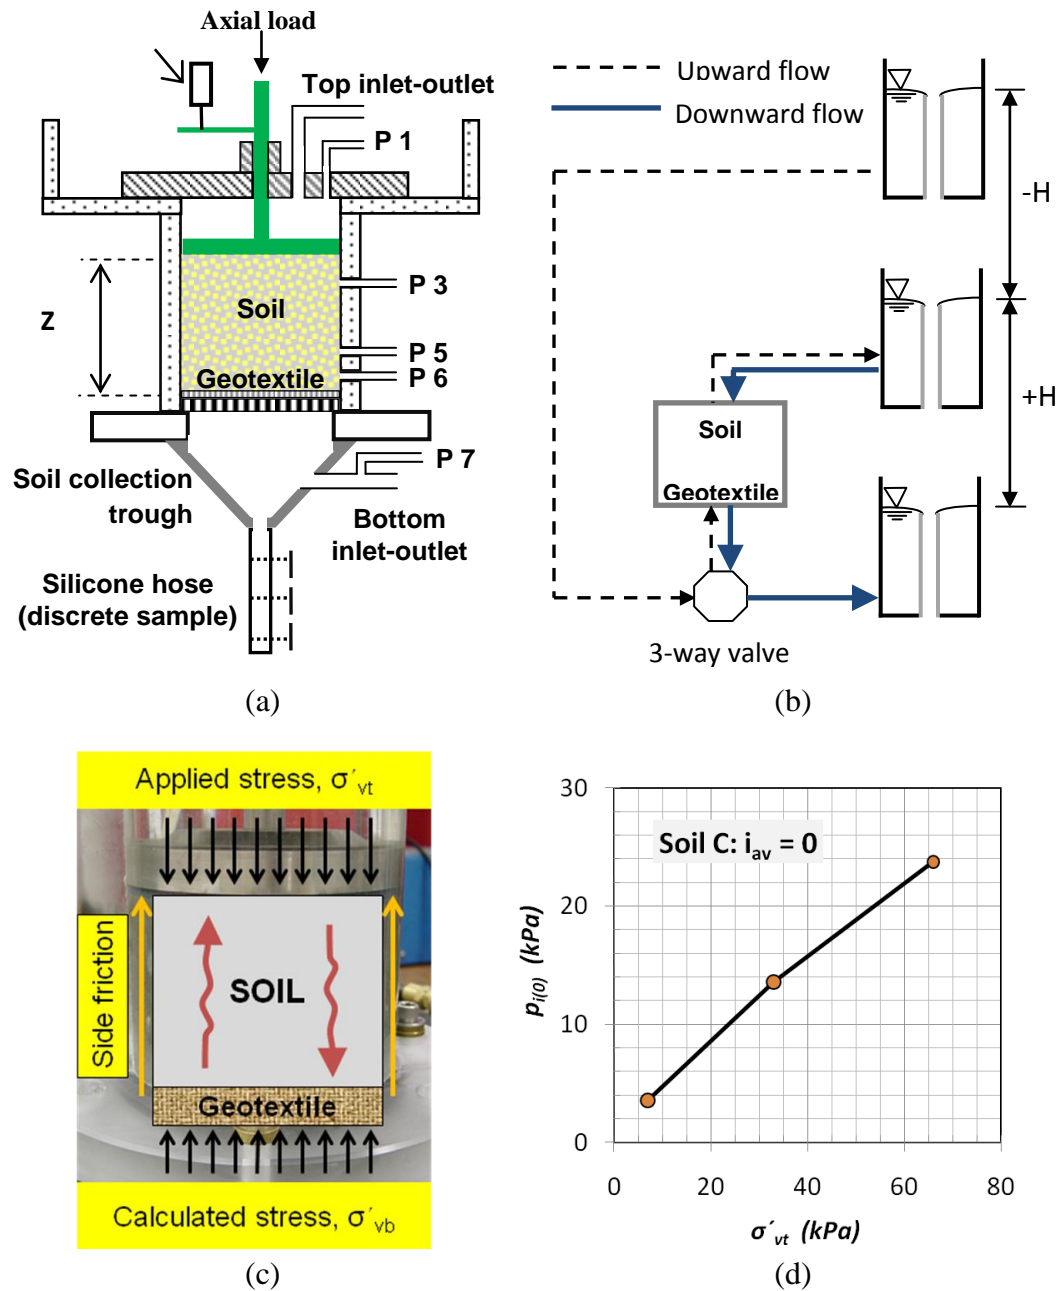 Axial load
Top inlet-outlet
P 1
P 3
Z
Soil
P 5
Geotextile
P 6
P 7
Soil collection
trough
Bottom
inlet-outlet
Silicone hose
(discrete sample)
(a)
Upward flow
Downward flow
-H
+H
Soil
Geotextile
3-way valve
(b)
Applied stress, σ´vt
Side friction
SOIL
Geotextile
Calculated stress, σ´vb
(c)
30
20
10
0
Soil C: iav = 0
pi(0) (kPa)
0 20 40 60 80
σ´vt (kPa)
(d)